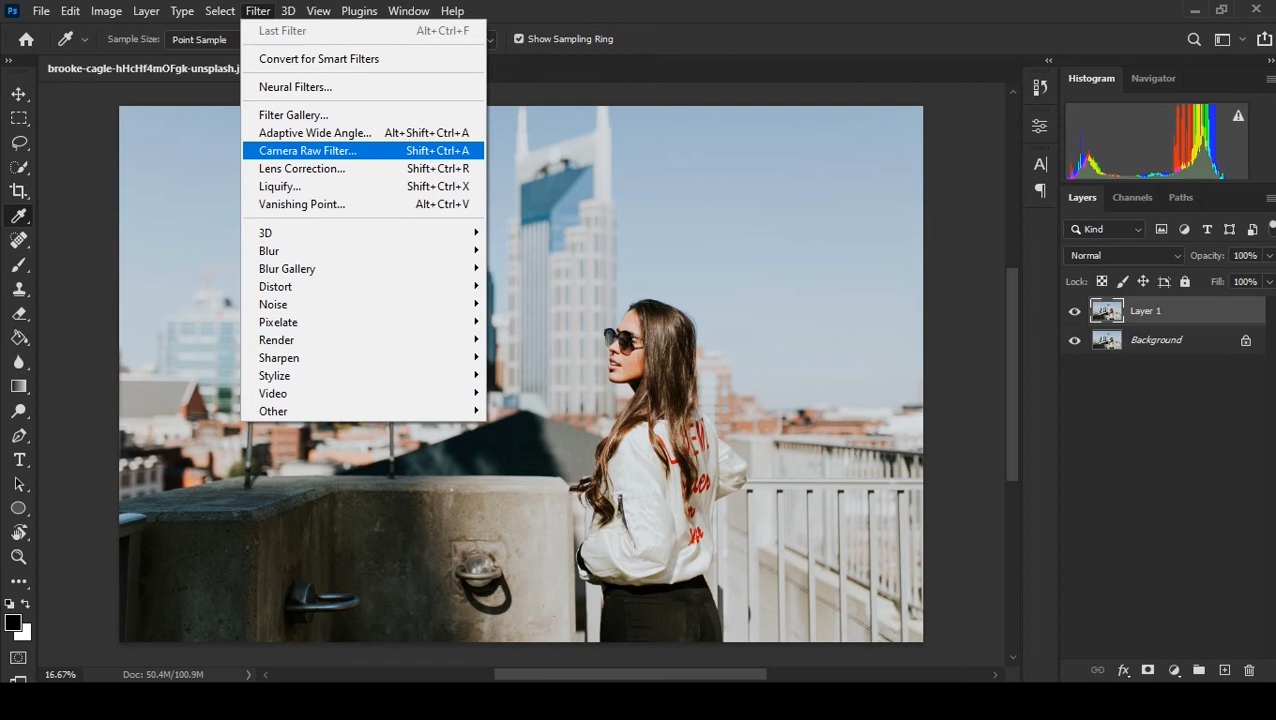 Ps File Edit Image Layer Type Select Filter 3D View Plugins Window Help
Sample Size: Point Sample Show Sampling Ring
brooke-cagle-hHcHf4mOFgk-unsplash.j
Last Filter Alt+Ctrl+F
Convert for Smart Filters
Neural Filters...
Filter Gallery...
Adaptive Wide Angle... Alt+Shift+Ctrl+A
Camera Raw Filter... Shift+Ctrl+A
Lens Correction... Shift+Ctrl+R
Liquify... Shift+Ctrl+X
Vanishing Point... Alt+Ctrl+V
3D
Blur
Blur Gallery
Distort
Noise
Pixelate
Render
Sharpen
Stylize
Video
Other
Histogram Navigator
Layers Channels Paths
Kind
Normal Opacity: 100%
Lock: Fill: 100%
Layer 1
Background
16.67% Doc: 50.4M/100.9M